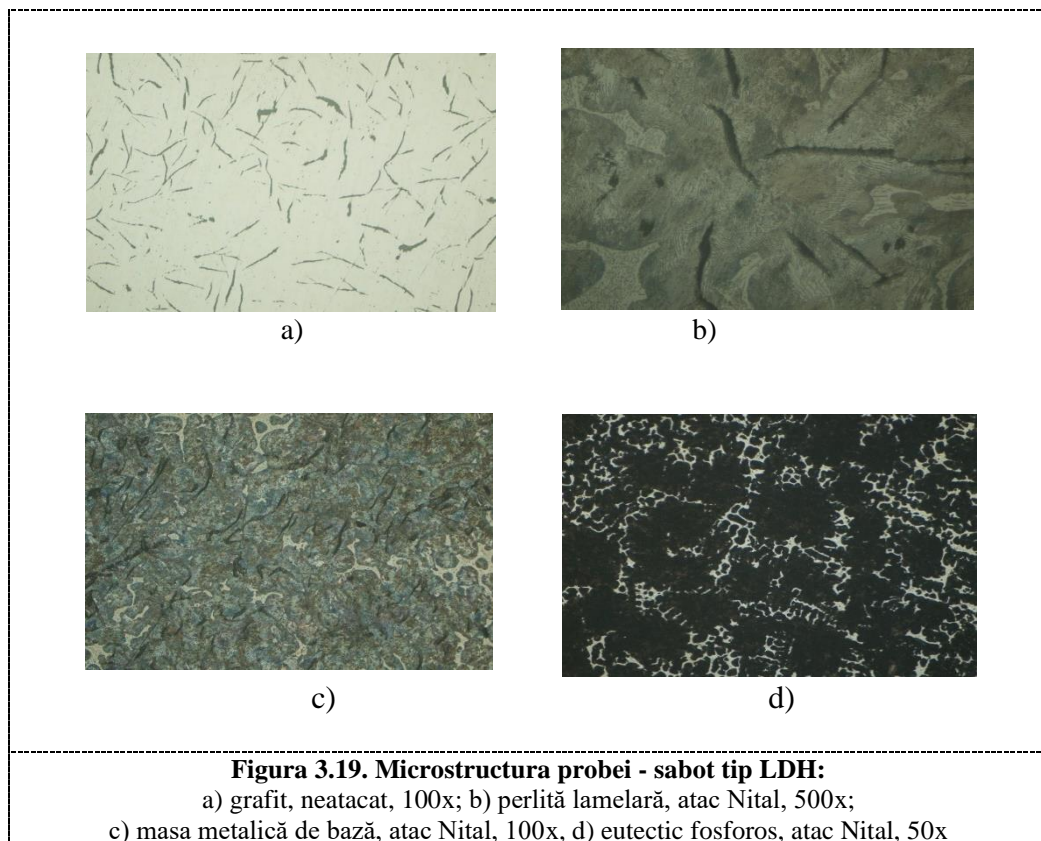 a)
b)
c)
d)
Figura 3.19. Microstructura probei - sabot tip LDH:
a) grafit, neatacat, 100x; b) perlită lamelară, atac Nital, 500x;
c) masa metalică de bază, atac Nital, 100x, d) eutectic fosforos, atac Nital, 50x